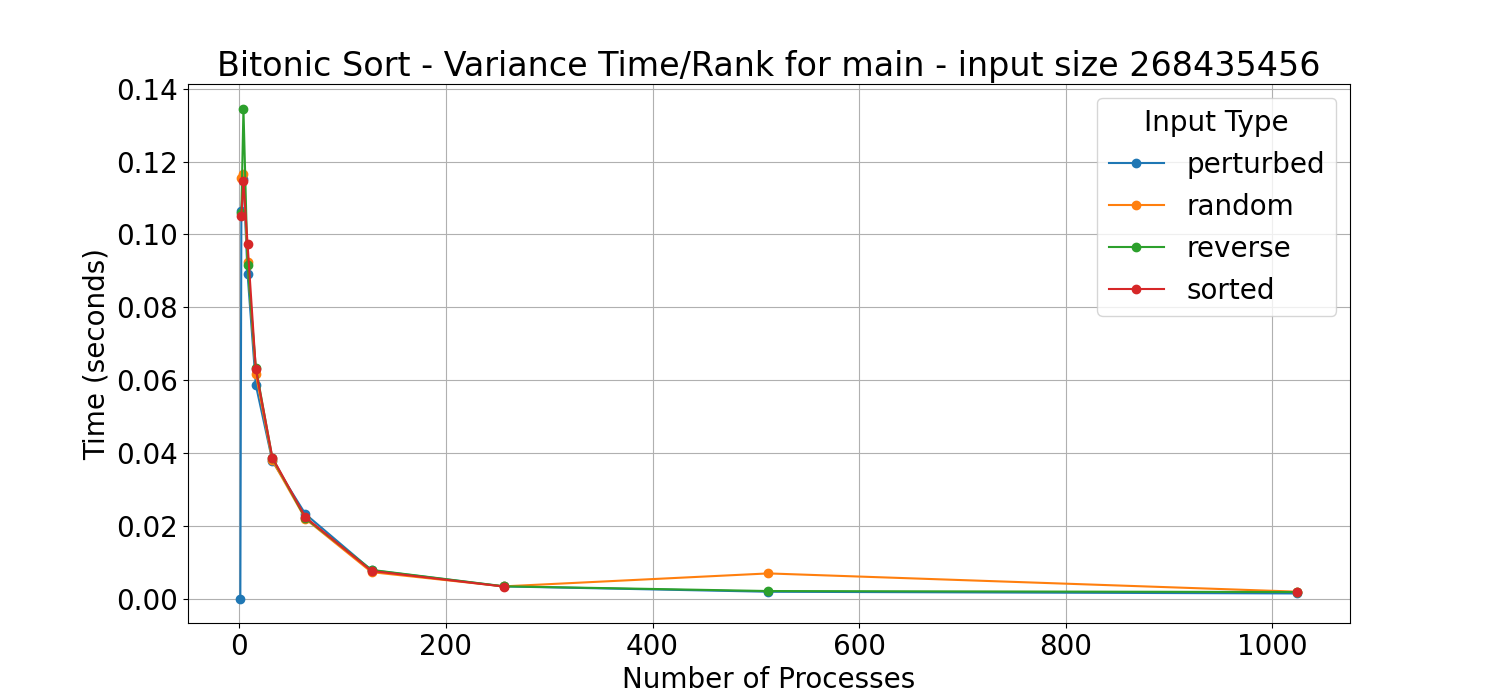 Bitonic Sort - Variance Time/Rank for main - input size 268435456
0.14
0.12
0.10
0.08
0.06
0.04
0.02
0.00
Time (seconds)
Input Type
perturbed
random
reverse
sorted
0 200 400 600 800 1000
Number of Processes